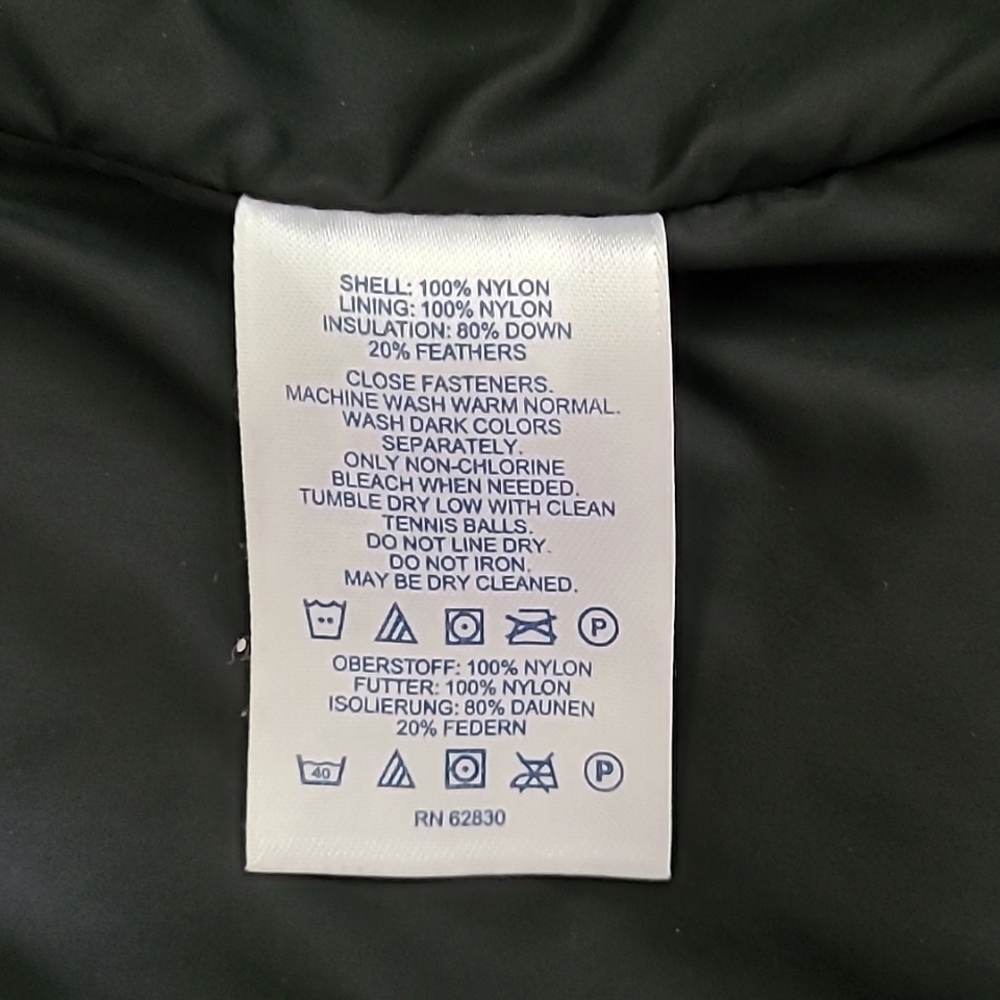 SHELL: 100% NYLON
LINING: 100% NYLON
INSULATION: 80% DOWN
20% FEATHERS
CLOSE FASTENERS.
MACHINE WASH WARM NORMAL.
WASH DARK COLORS
SEPARATELY.
ONLY NON-CHLORINE
BLEACH WHEN NEEDED.
TUMBLE DRY LOW WITH CLEAN
TENNIS BALLS.
DO NOT LINE DRY.
DO NOT IRON.
MAY BE DRY CLEANED.
P
OBERSTOFF: 100% NYLON
FUTTER: 100% NYLON
ISOLIERUNG: 80% DAUNEN
20% FEDERN
40 P
RN 62830